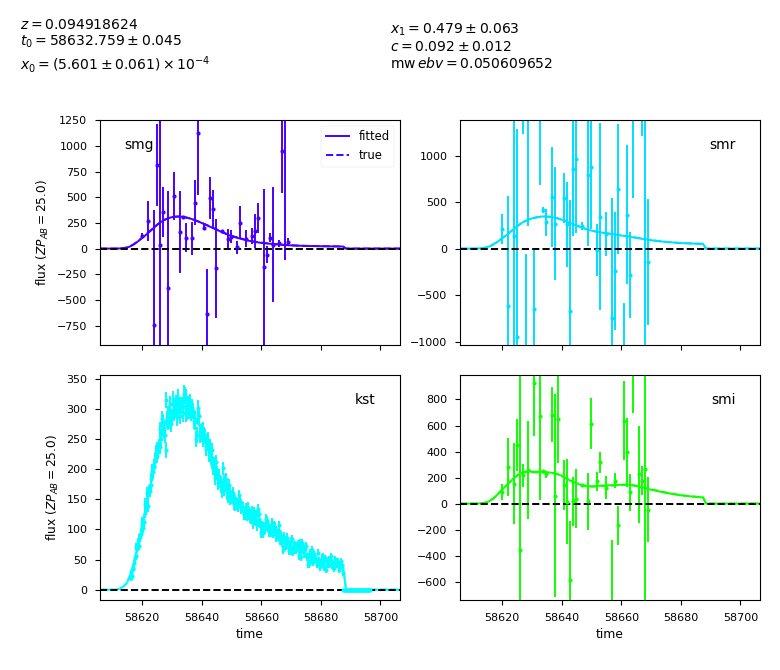 z = 0.094918624
t₀ = 58632.759 ± 0.045
x₀ = (5.601 ± 0.061) × 10⁻⁴
x₁ = 0.479 ± 0.063
c = 0.092 ± 0.012
mwebv = 0.050609652
smg
fitted
true
1250
1000
750
500
250
0
−250
−500
−750
flux (ZP_AB = 25.0)
smr
1000
500
0
−500
−1000
kst
350
300
250
200
150
100
50
0
flux (ZP_AB = 25.0)
58620 58640 58660 58680 58700
time
smi
800
600
400
200
0
−200
−400
−600
58620 58640 58660 58680 58700
time